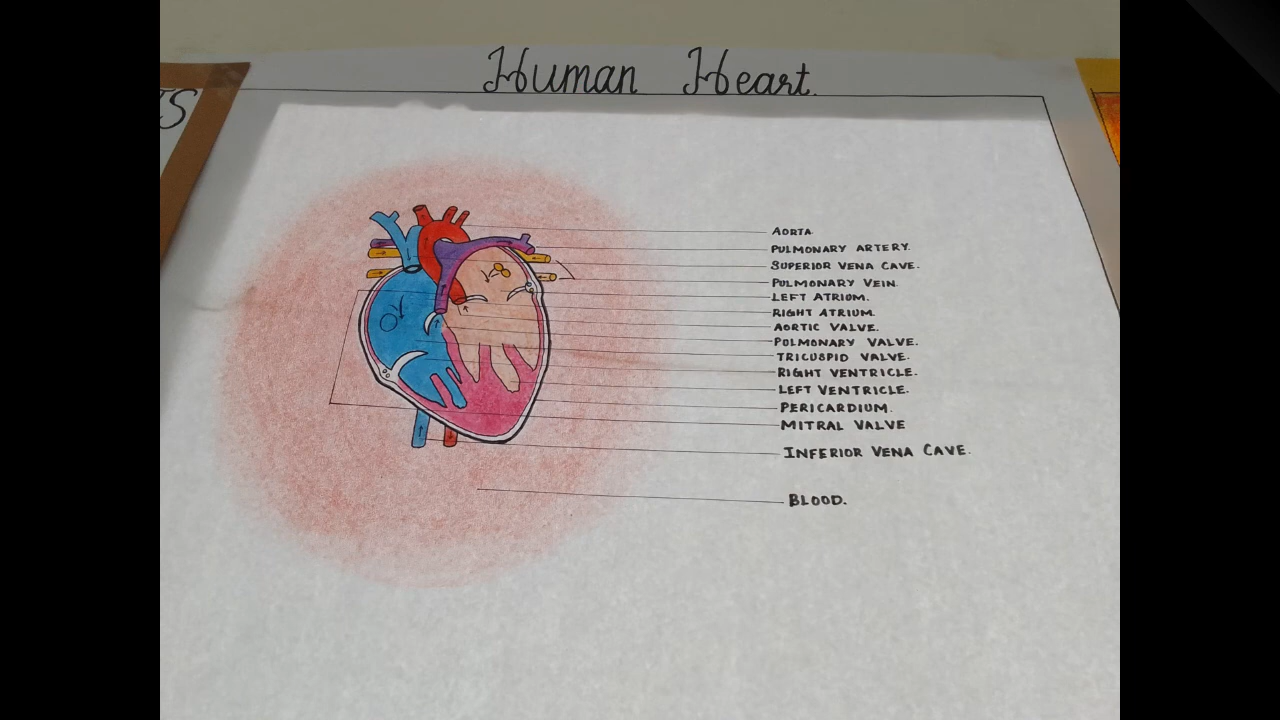 Human Heart.
TS
AORTA
PULMONARY ARTERY.
SUPERIOR VENA CAVE.
PULMONARY VEIN
LEFT ATRIUM.
RIGHT ATRIUM.
AORTIC VALVE.
PULMONARY VALVE.
TRICUSPID VALVE.
RIGHT VENTRICLE.
LEFT VENTRICLE.
PERICARDIUM.
MITRAL VALVE
INFERIOR VENA CAVE.
BLOOD.